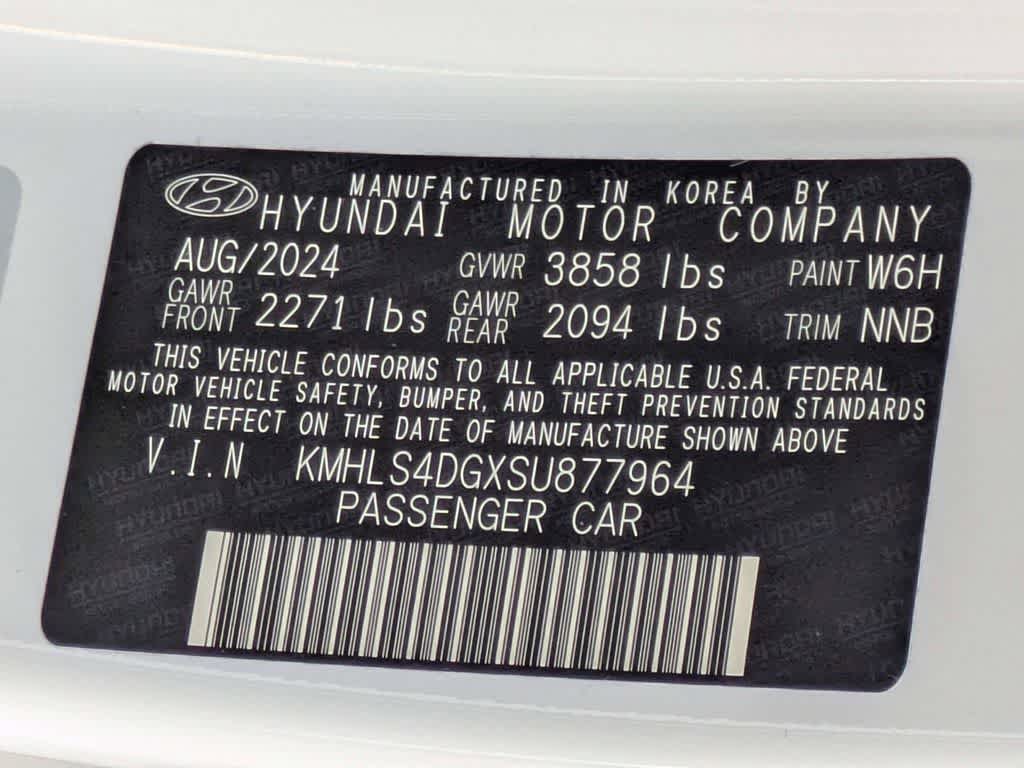 MANUFACTURED IN KOREA BY
HYUNDAI MOTOR COMPANY
AUG/2024 GVWR 3858 lbs PAINT W6H
GAWR FRONT 2271 lbs GAWR REAR 2094 lbs TRIM NNB
THIS VEHICLE CONFORMS TO ALL APPLICABLE U.S.A. FEDERAL
MOTOR VEHICLE SAFETY, BUMPER, AND THEFT PREVENTION STANDARDS
IN EFFECT ON THE DATE OF MANUFACTURE SHOWN ABOVE
V.I.N KMHLS4DGXSU877964
PASSENGER CAR